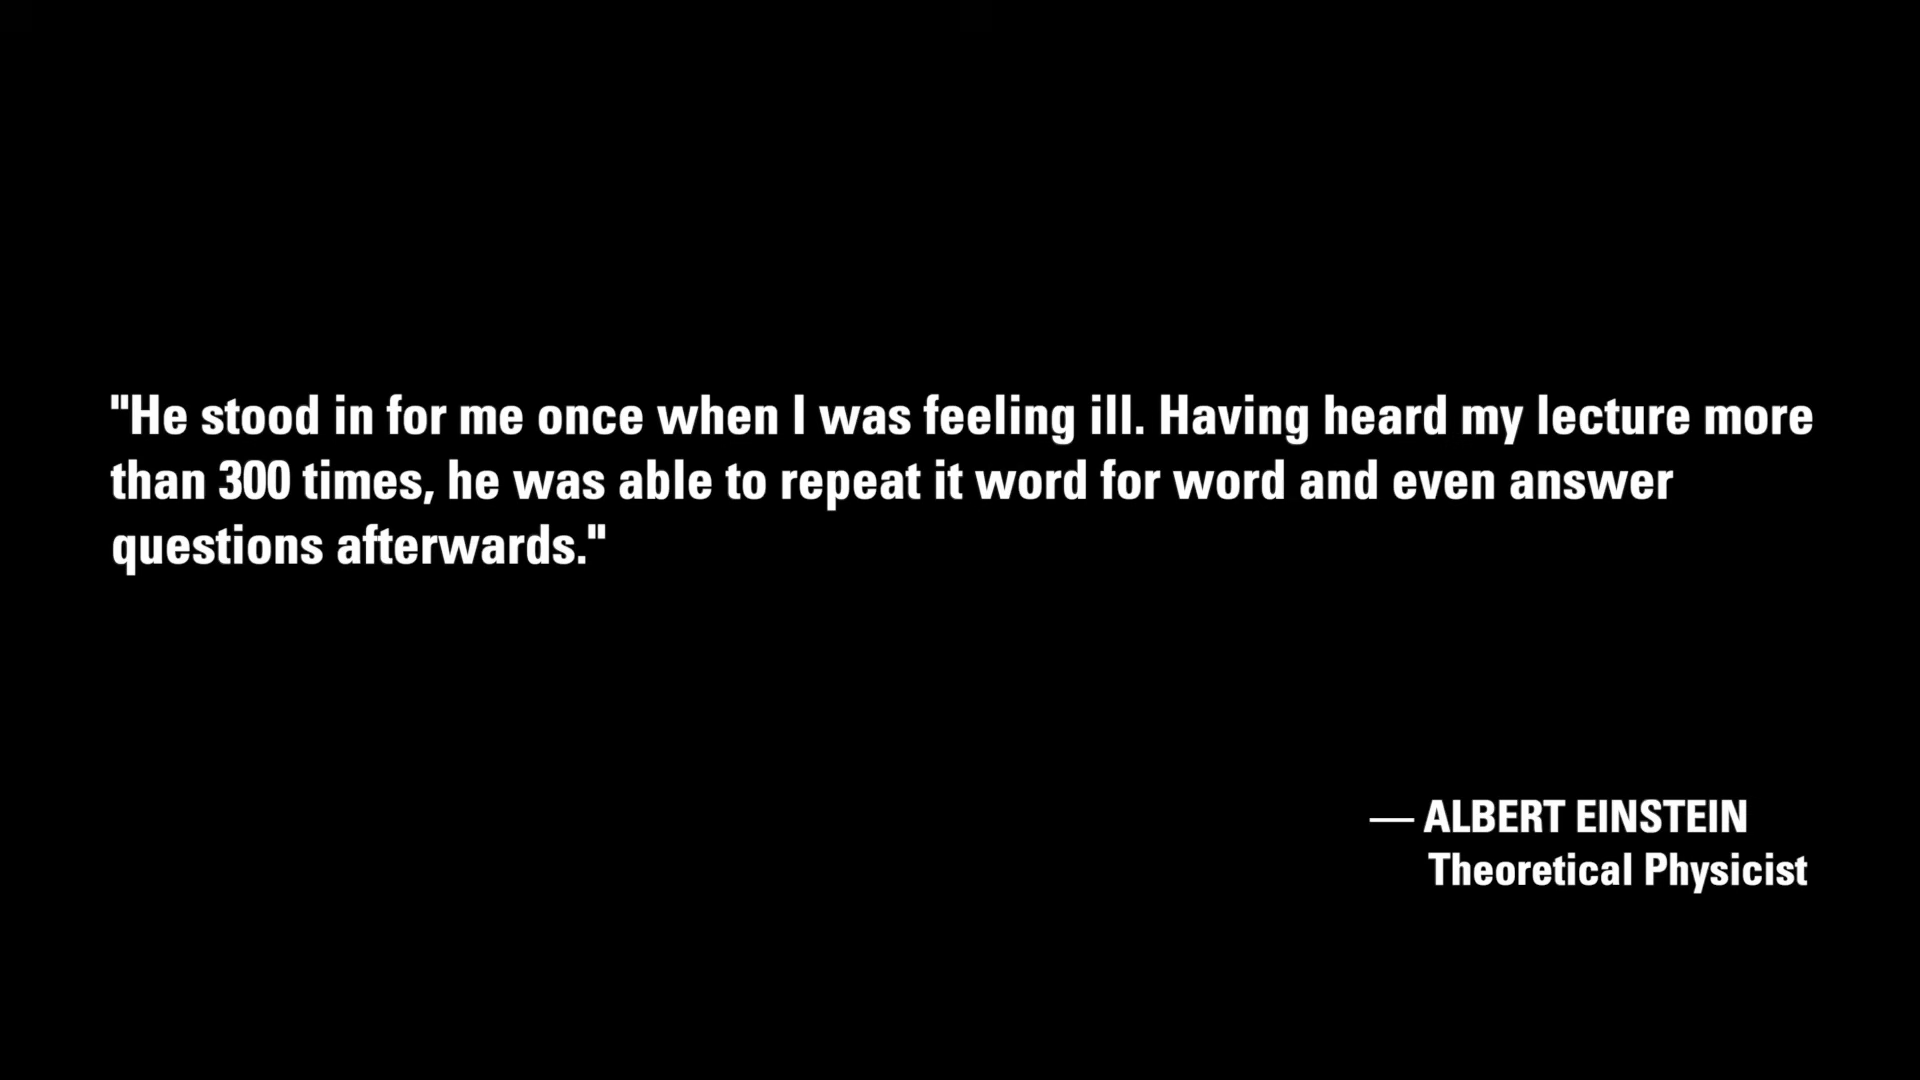 "He stood in for me once when I was feeling ill. Having heard my lecture more
than 300 times, he was able to repeat it word for word and even answer
questions afterwards."
— ALBERT EINSTEIN
Theoretical Physicist